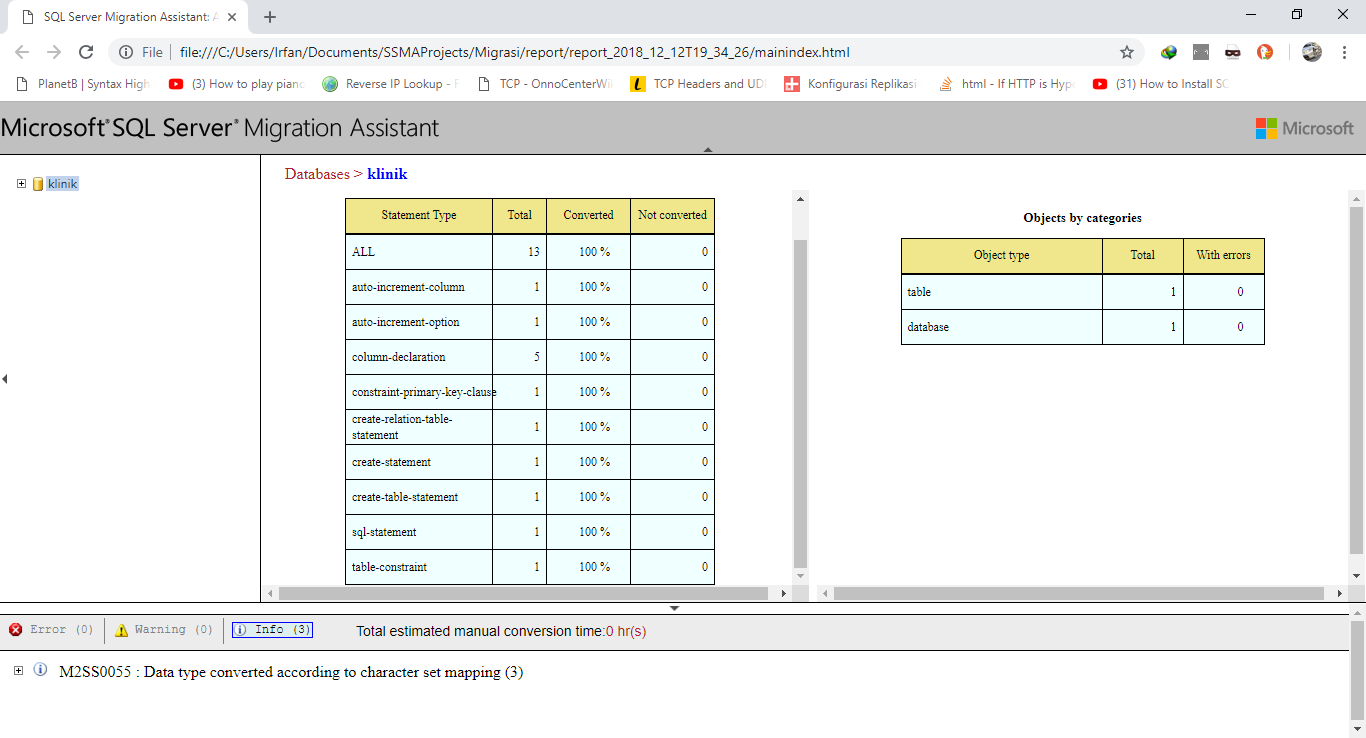 SQL Server Migration Assistant: A
File file:///C:/Users/Irfan/Documents/SSMAProjects/Migrasi/report/report_2018_12_12T19_34_26/mainindex.html
PlanetB | Syntax High (3) How to play pianc Reverse IP Lookup - F TCP - OnnoCenterWi TCP Headers and UD Konfigurasi Replikasi html - If HTTP is Hype (31) How to Install SC
Microsoft® SQL Server® Migration Assistant
Microsoft
klinik
Databases > klinik
Statement Type Total Converted Not converted
ALL 13 100 % 0
auto-increment-column 1 100 % 0
auto-increment-option 1 100 % 0
column-declaration 5 100 % 0
constraint-primary-key-clause 1 100 % 0
create-relation-table-
statement 1 100 % 0
create-statement 1 100 % 0
create-table-statement 1 100 % 0
sql-statement 1 100 % 0
table-constraint 1 100 % 0
Objects by categories
Object type Total With errors
table 1 0
database 1 0
Error (0) Warning (0) Info (3) Total estimated manual conversion time:0 hr(s)
M2SS0055 : Data type converted according to character set mapping (3)